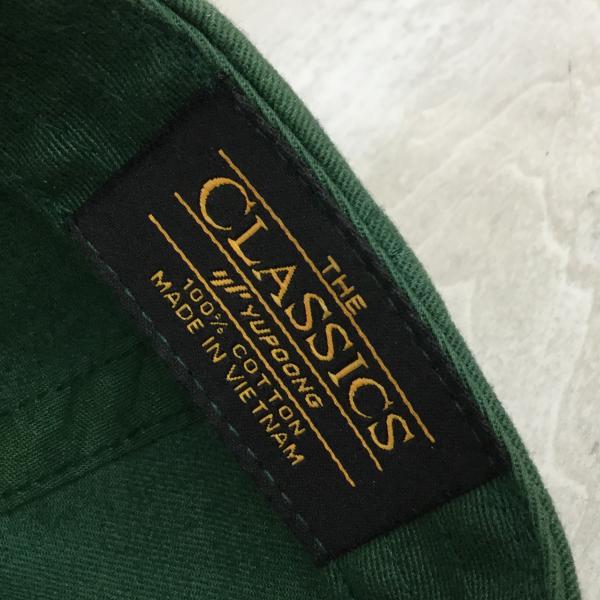 THE
CLASSICS
YUPOONG
100% COTTON
MADE IN VIETNAM